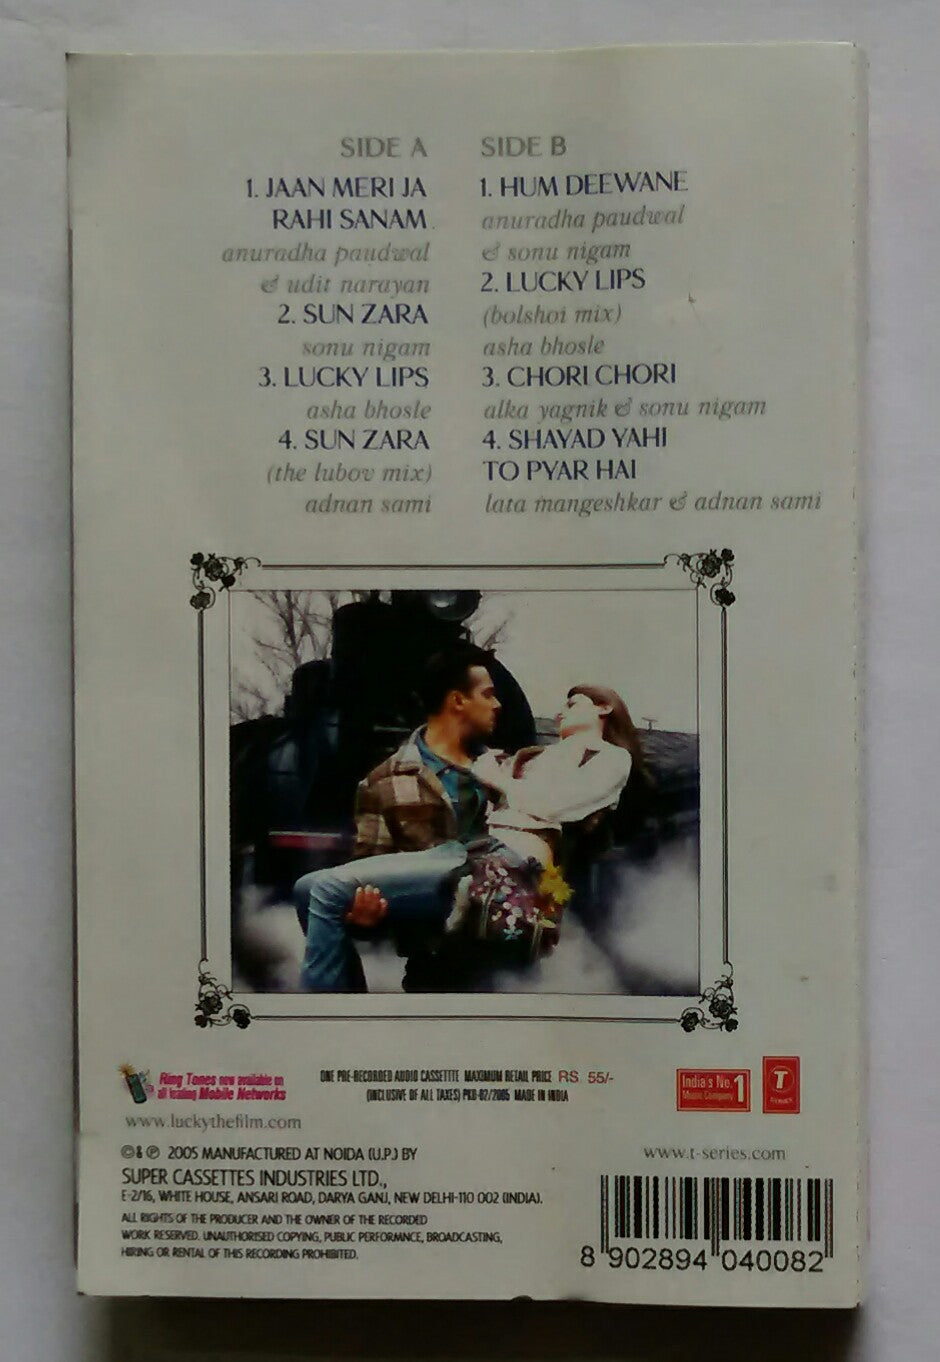 SIDE A
1. JAAN MERI JA
RAHI SANAM
anuradha paudwal
& udit narayan
2. SUN ZARA
sonu nigam
3. LUCKY LIPS
asha bhosle
4. SUN ZARA
(the lubov mix)
adnan sami
SIDE B
1. HUM DEEWANE
anuradha paudwal
& sonu nigam
2. LUCKY LIPS
(bolshoi mix)
asha bhosle
3. CHORI CHORI
alka yagnik & sonu nigam
4. SHAYAD YAHI
TO PYAR HAI
lata mangeshkar & adnan sami
Ring Tones now available on
all leading Mobile Networks
www.luckythefilm.com
ONE PRE-RECORDED AUDIO CASSETTTE MAXIMUM RETAIL PRICE RS. 55/-
(INCLUSIVE OF ALL TAXES) PKD-02/2005 MADE IN INDIA
India's No. 1
Music Company
T
SERIES
www.t-series.com
©& ℗ 2005 MANUFACTURED AT NOIDA (U.P.) BY
SUPER CASSETTES INDUSTRIES LTD.,
E-2/16, WHITE HOUSE, ANSARI ROAD, DARYA GANJ, NEW DELHI-110 002 (INDIA).
ALL RIGHTS OF THE PRODUCER AND THE OWNER OF THE RECORDED
WORK RESERVED. UNAUTHORISED COPYING, PUBLIC PERFORMNCE, BROADCASTING,
HIRING OR RENTAL OF THIS RECORDING PROHIBITED.
8 902894 040082